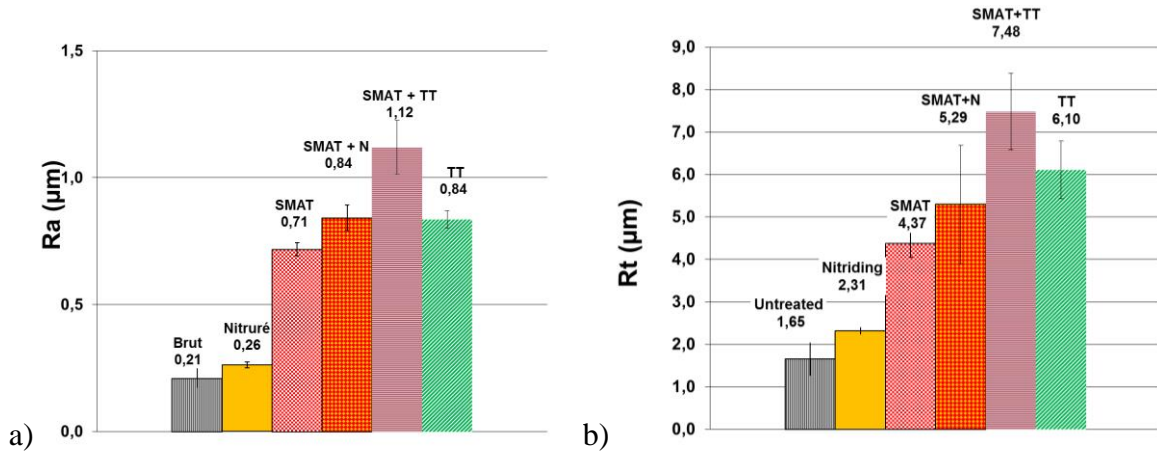 1,5
1,0
0,5
0,0
Ra (µm)
Brut
0,21
Nitruré
0,26
SMAT
0,71
SMAT + N
0,84
SMAT + TT
1,12
TT
0,84
a)
9,0
8,0
7,0
6,0
5,0
4,0
3,0
2,0
1,0
0,0
Rt (µm)
Untreated
1,65
Nitriding
2,31
SMAT
4,37
SMAT+N
5,29
SMAT+TT
7,48
TT
6,10
b)